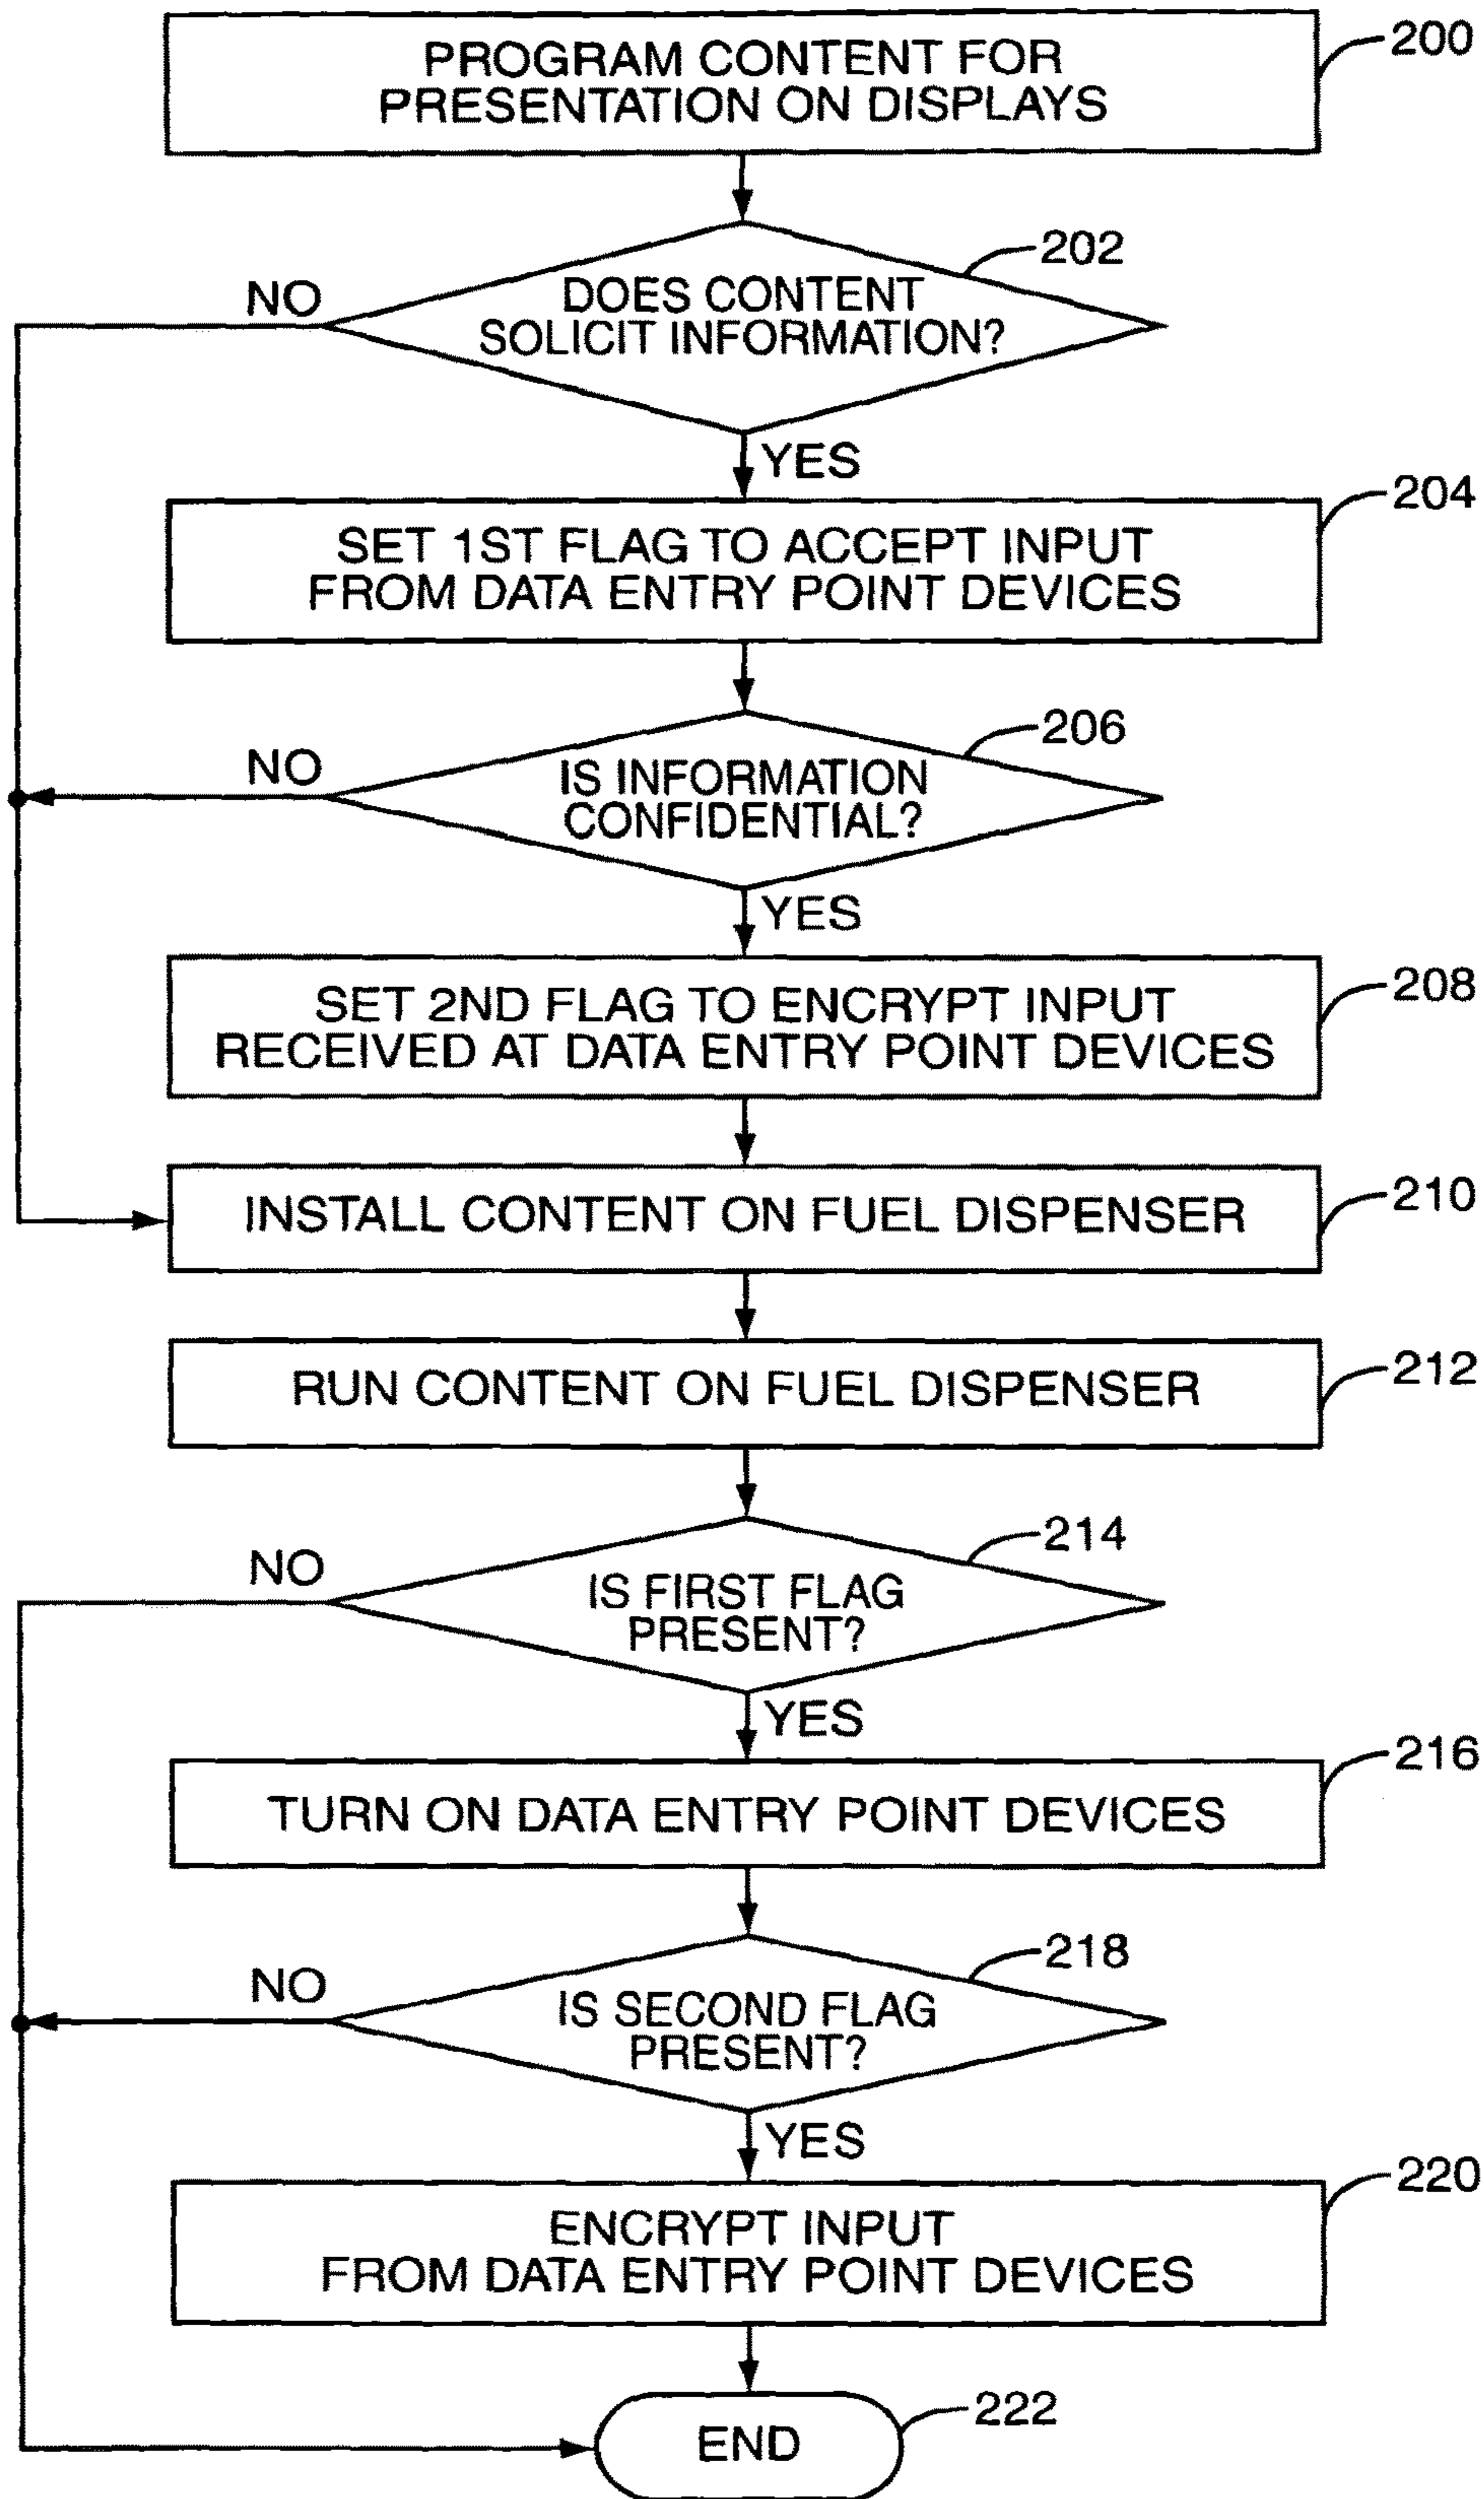 PROGRAM CONTENT FOR
PRESENTATION ON DISPLAYS
200
DOES CONTENT
SOLICIT INFORMATION?
202
NO
YES
SET 1ST FLAG TO ACCEPT INPUT
FROM DATA ENTRY POINT DEVICES
204
IS INFORMATION
CONFIDENTIAL?
206
NO
YES
SET 2ND FLAG TO ENCRYPT INPUT
RECEIVED AT DATA ENTRY POINT DEVICES
208
INSTALL CONTENT ON FUEL DISPENSER
210
RUN CONTENT ON FUEL DISPENSER
212
IS FIRST FLAG
PRESENT?
214
NO
YES
TURN ON DATA ENTRY POINT DEVICES
216
IS SECOND FLAG
PRESENT?
218
NO
YES
ENCRYPT INPUT
FROM DATA ENTRY POINT DEVICES
220
END
222